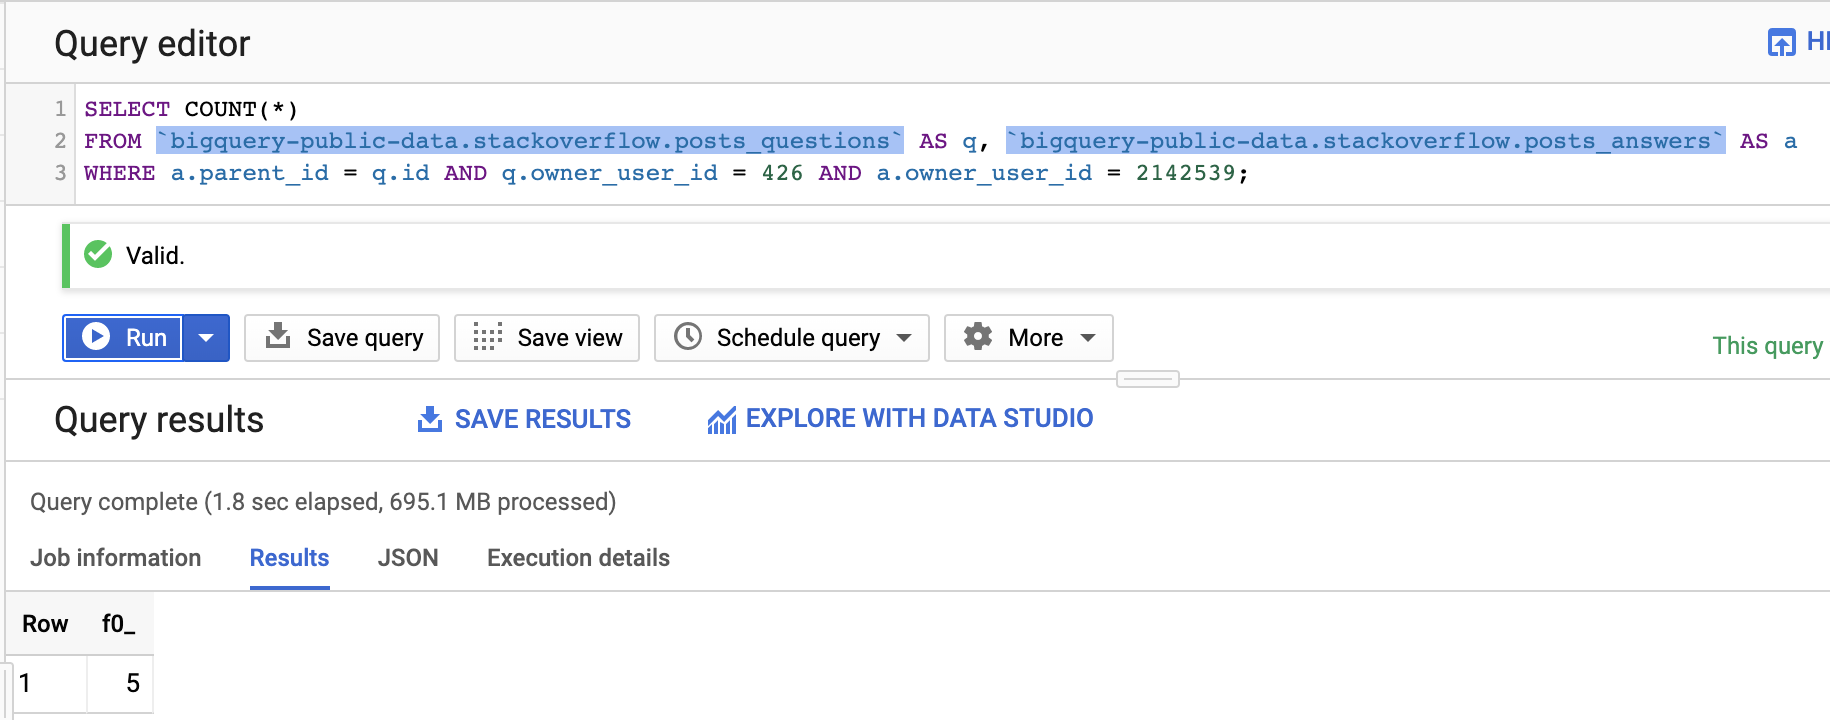 Query editor
HI
1 SELECT COUNT(*)
2 FROM `bigquery-public-data.stackoverflow.posts_questions` AS q, `bigquery-public-data.stackoverflow.posts_answers` AS a
3 WHERE a.parent_id = q.id AND q.owner_user_id = 426 AND a.owner_user_id = 2142539;
Valid.
Run Save query Save view Schedule query More
This query
Query results SAVE RESULTS EXPLORE WITH DATA STUDIO
Query complete (1.8 sec elapsed, 695.1 MB processed)
Job information Results JSON Execution details
Row f0_
1 5